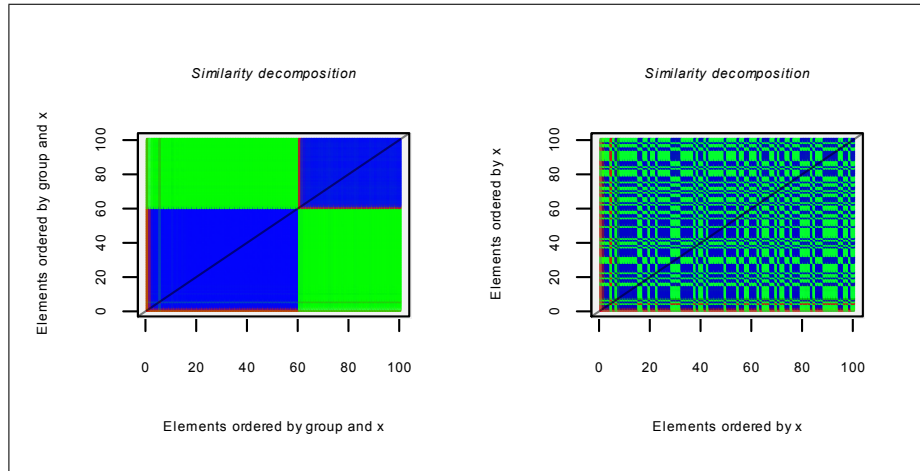 Similarity decomposition
Elements ordered by group and x
0 20 40 60 80 100
0 20 40 60 80 100
Elements ordered by group and x
Similarity decomposition
Elements ordered by x
0 20 40 60 80 100
0 20 40 60 80 100
Elements ordered by x